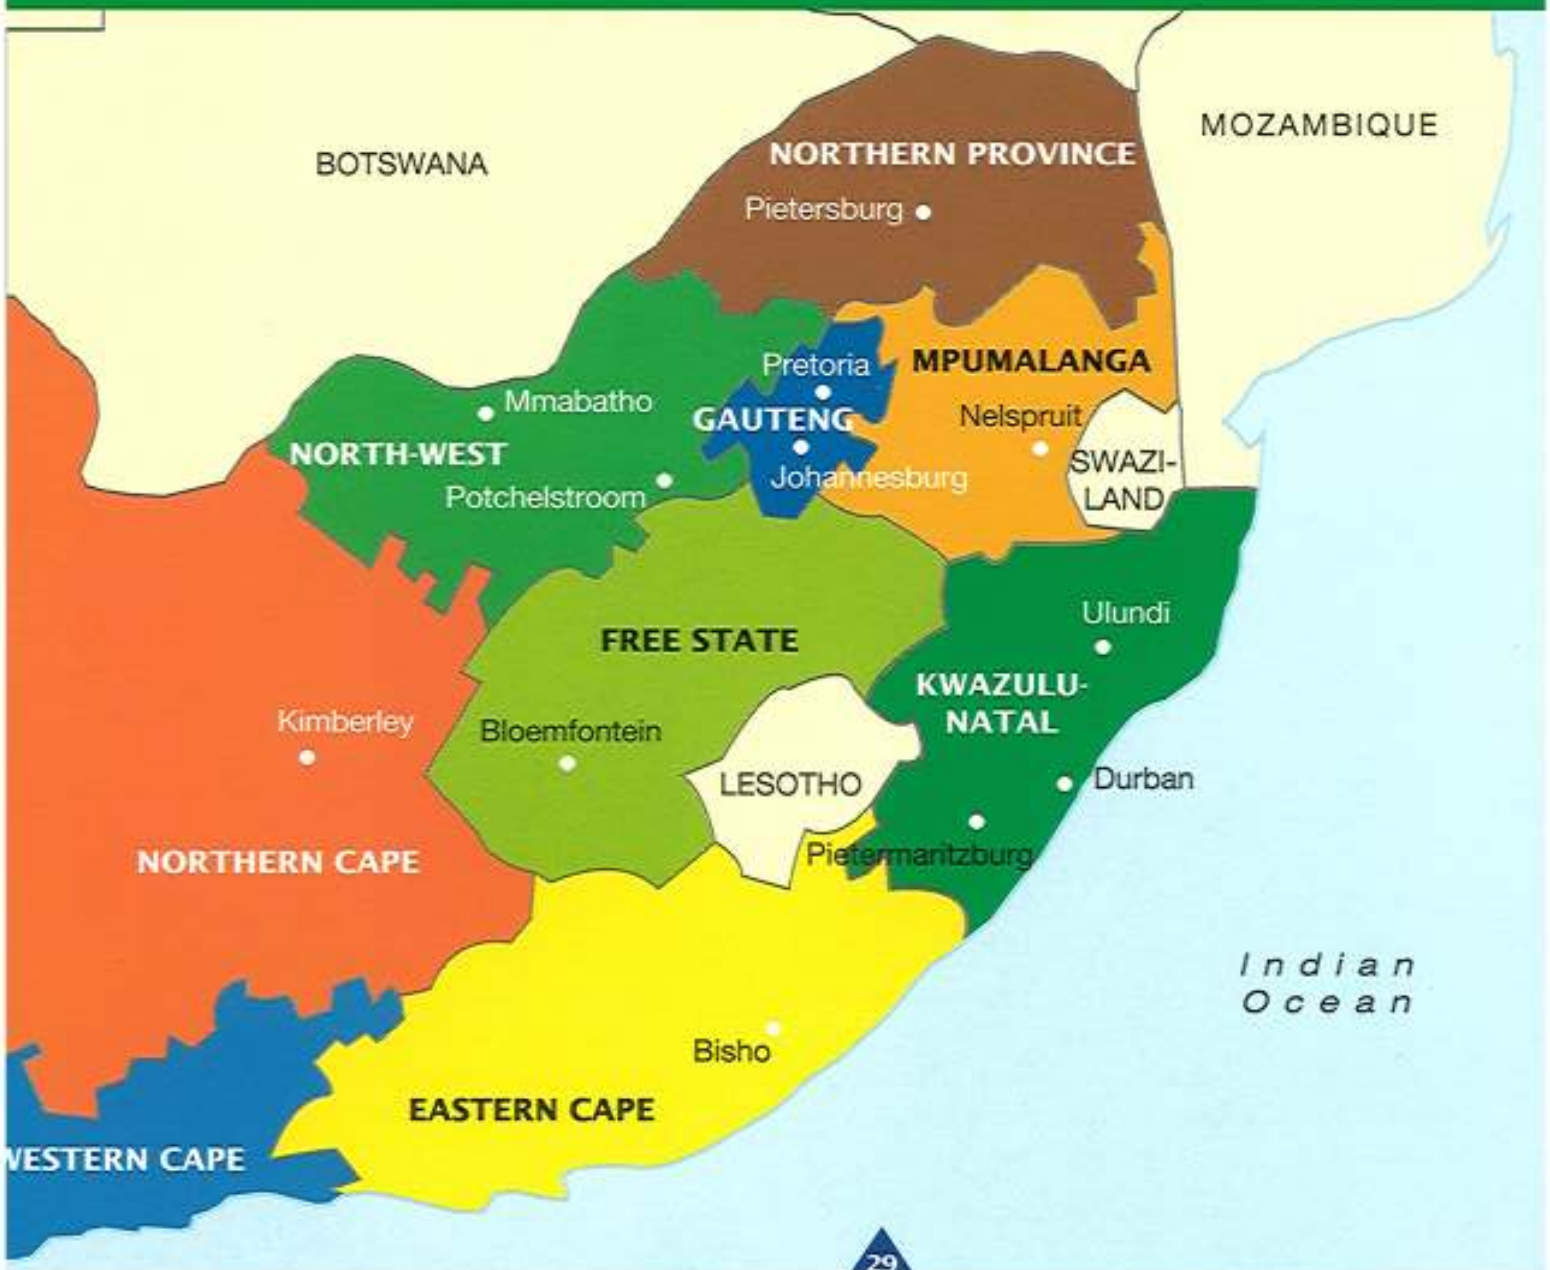 MOZAMBIQUE
BOTSWANA
NORTHERN PROVINCE
Pietersburg
Pretoria
MPUMALANGA
Mmabatho
GAUTENG
Nelspruit
NORTH-WEST
SWAZI-
LAND
Johannesburg
Potchelstroom
Ulundi
FREE STATE
KWAZULU-
NATAL
Kimberley
Bloemfontein
LESOTHO
Durban
Pietermaritzburg
NORTHERN CAPE
Indian
Ocean
Bisho
EASTERN CAPE
WESTERN CAPE
29